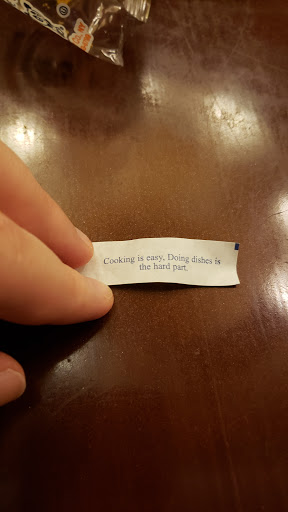 Cooking is easy, Doing dishes is
the hard part.